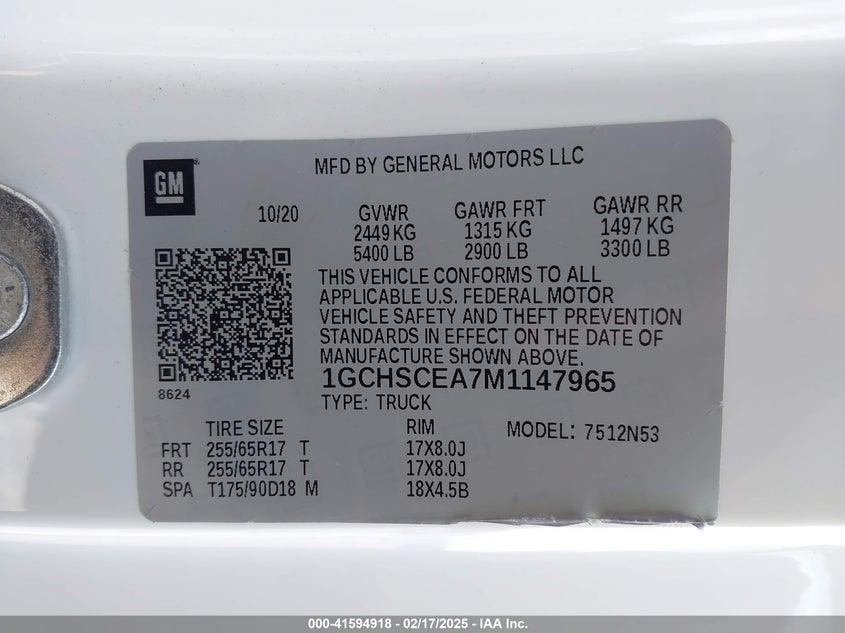 MFD BY GENERAL MOTORS LLC
GM
10/20
GVWR GAWR FRT GAWR RR
2449 KG 1315 KG 1497 KG
5400 LB 2900 LB 3300 LB
THIS VEHICLE CONFORMS TO ALL
APPLICABLE U.S. FEDERAL MOTOR
VEHICLE SAFETY AND THEFT PREVENTION
STANDARDS IN EFFECT ON THE DATE OF
MANUFACTURE SHOWN ABOVE.
1GCHSCEA7M1147965
8624
TYPE: TRUCK
TIRE SIZE RIM MODEL: 7512N53
FRT 255/65R17 T 17X8.0J
RR 255/65R17 T 17X8.0J
SPA T175/90D18 M 18X4.5B
000-41594918 - 02/17/2025 - IAA Inc.